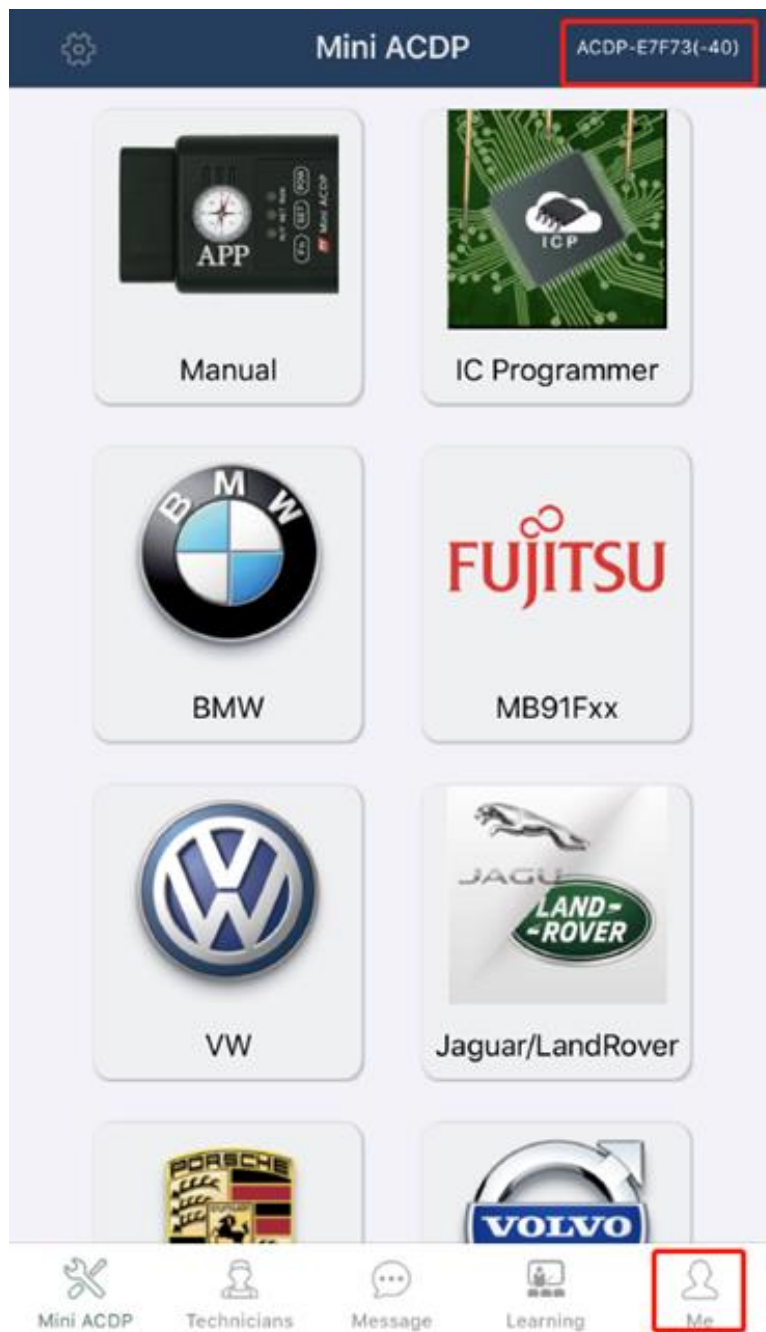 Mini ACDP
ACDP-E7F73(-40)
APP
Mini ACDP
ICP
Manual
IC Programmer
BMW
FUJITSU
BMW
MB91Fxx
JAGU
LAND-
-ROVER
VW
Jaguar/LandRover
PORSCHE
VOLVO
Mini ACDP
Technicians
Message
Learning
Me